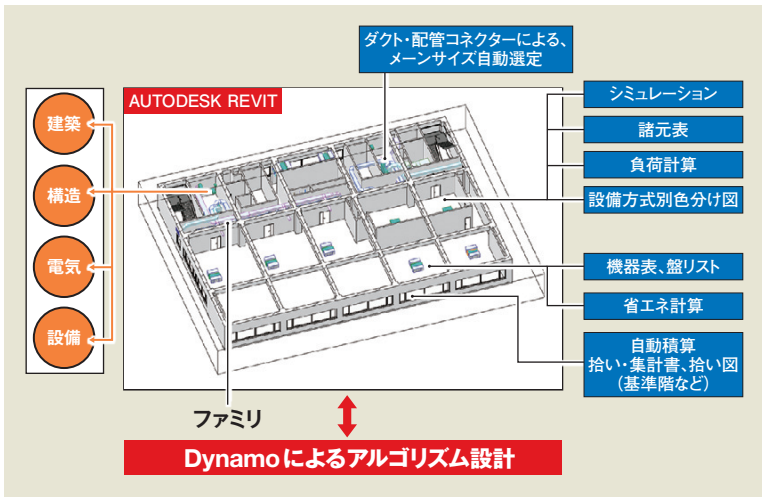 ダクト・配管コネクターによる、
メーンサイズ自動選定
AUTODESK REVIT
建築
構造
電気
設備
シミュレーション
諸元表
負荷計算
設備方式別色分け図
機器表、盤リスト
省エネ計算
自動積算
拾い・集計書、拾い図
(基準階など)
ファミリ
Dynamoによるアルゴリズム設計